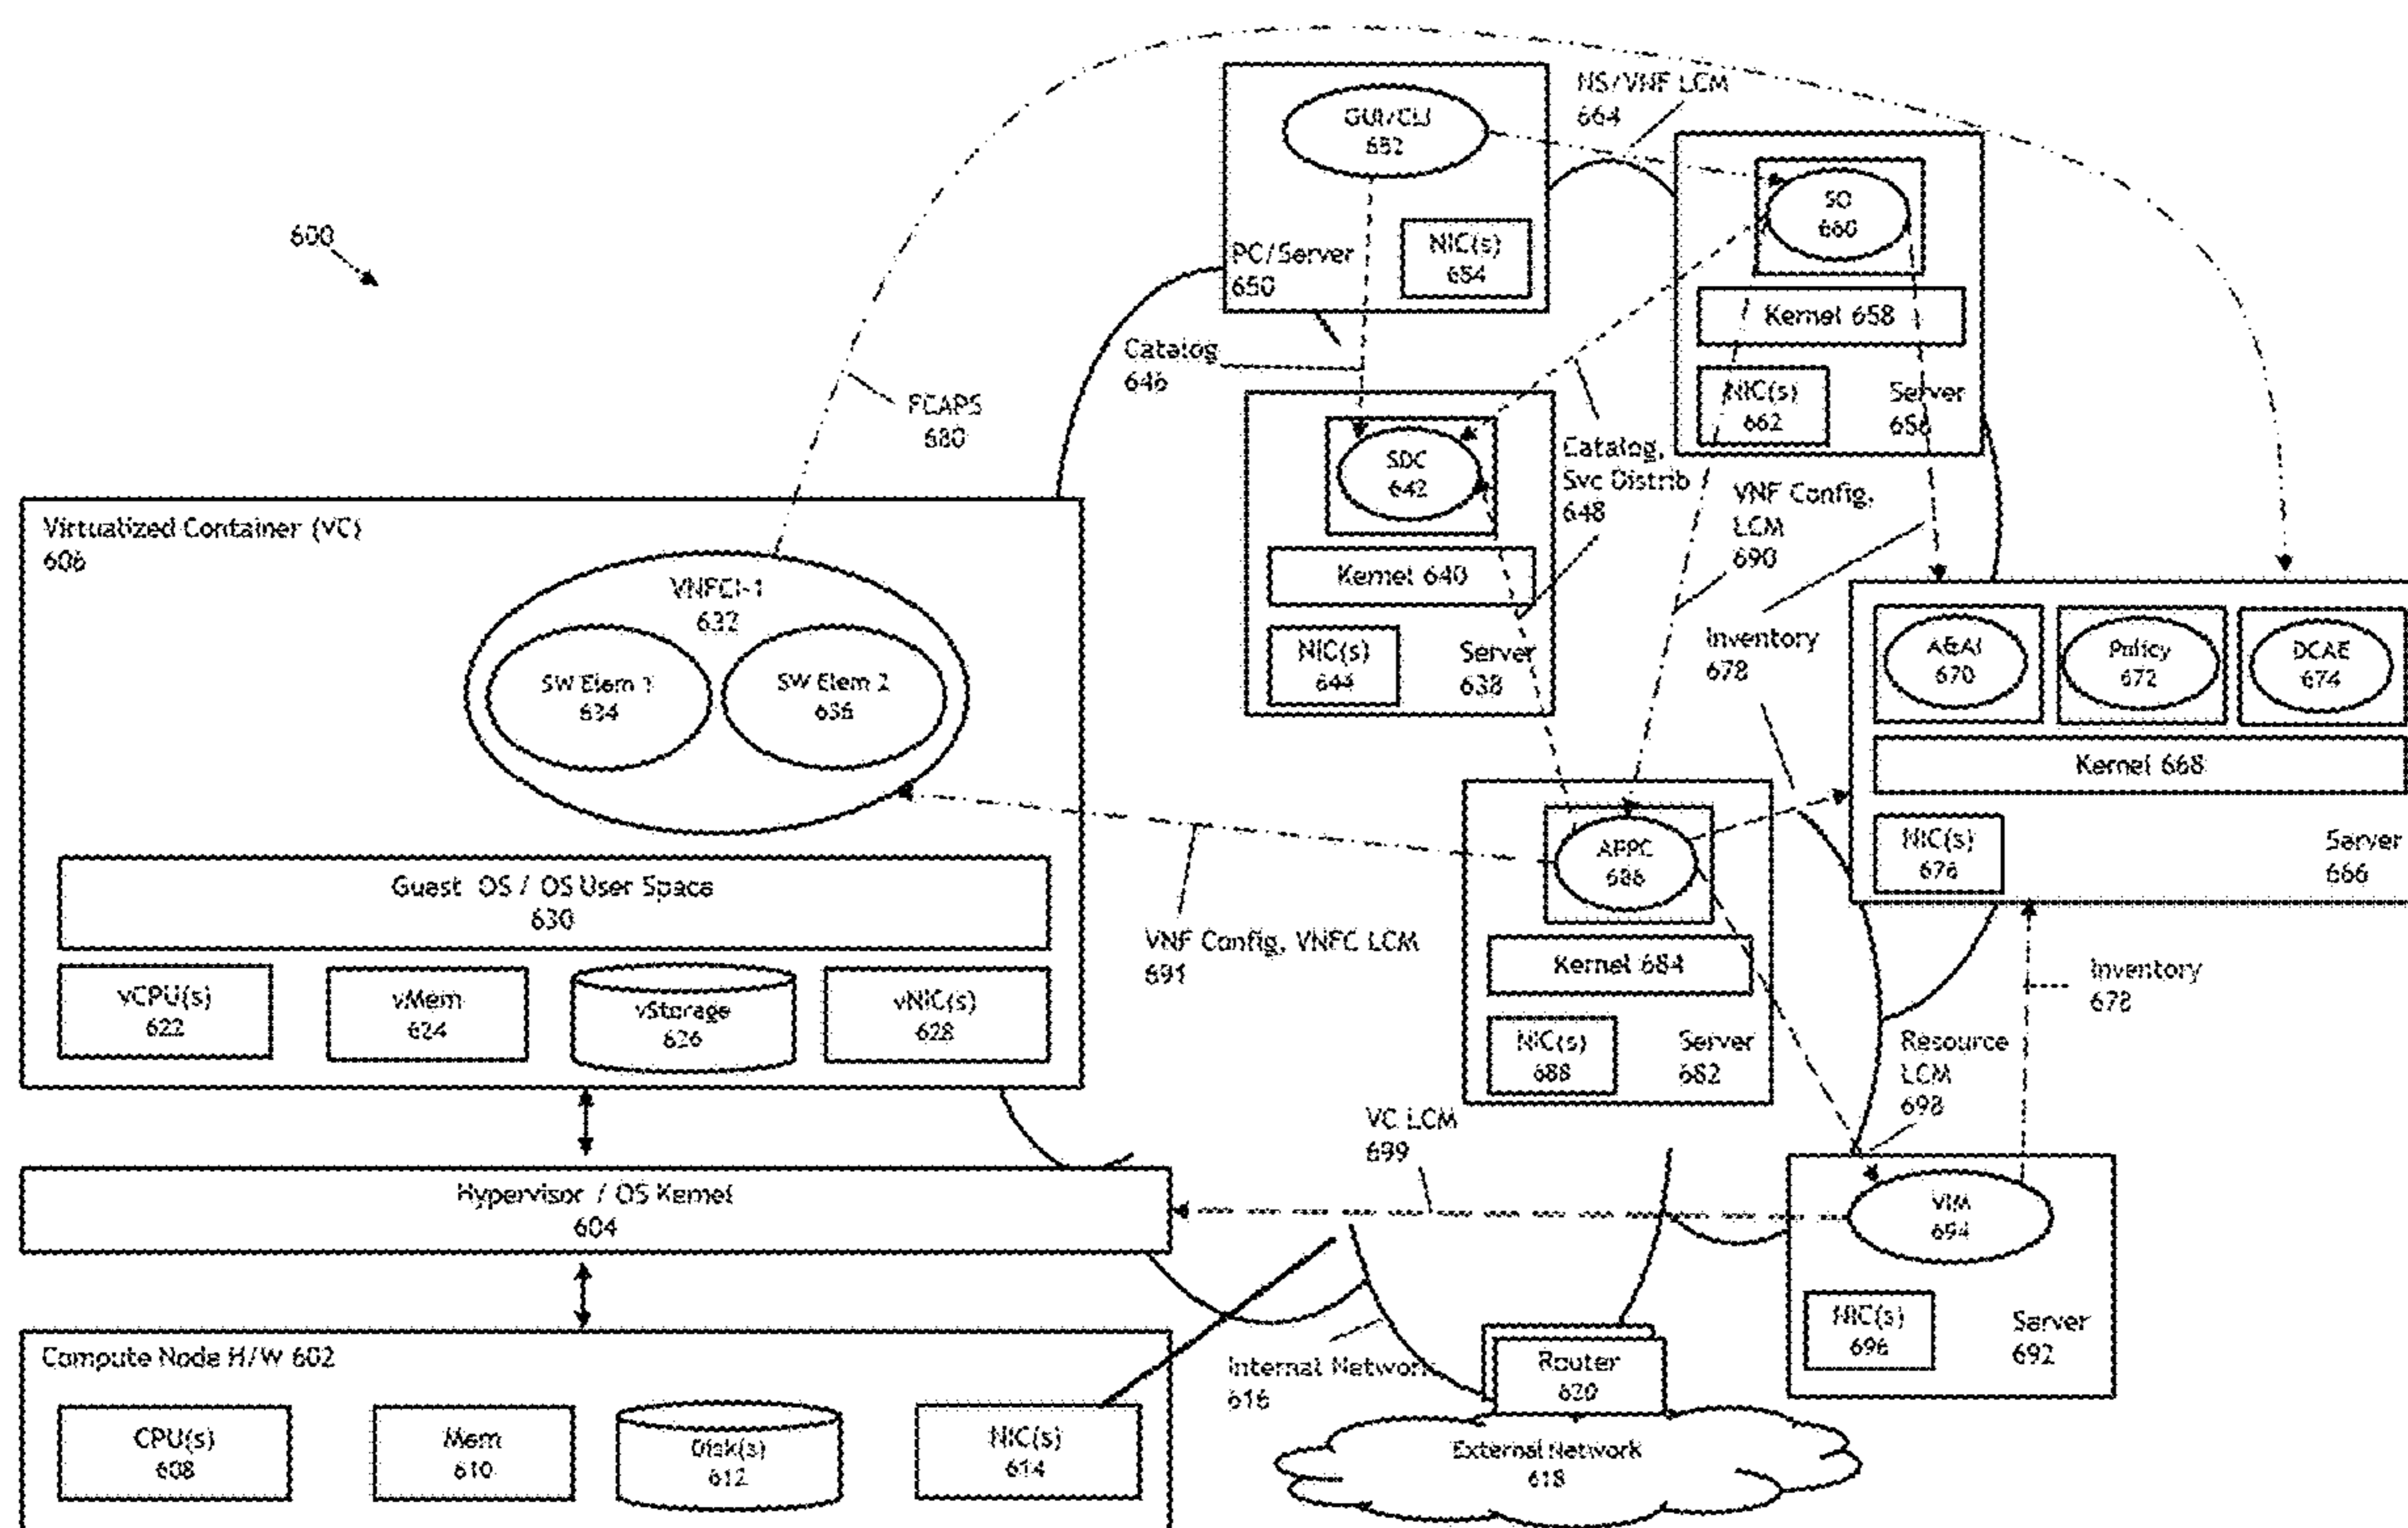 600
GUI/CLI
652
NIC(s)
654
PC/Server
650
NS/VNF LCM
664
SO
660
Kernel 658
NIC(s)
662
Server
656
Catalog
646
FCAPS
680
SDC
642
Kernel 640
NIC(s)
644
Server
638
Catalog,
Svc Distrib
648
VNF Config,
LCM
690
Inventory
678
A&AI
670
Policy
672
DCAE
674
Kernel 668
NIC(s)
676
Server
666
Virtualized Container (VC)
606
VNFCI-1
632
SW Elem 1
634
SW Elem 2
636
Guest OS / OS User Space
630
vCPU(s)
622
vMem
624
vStorage
626
vNIC(s)
628
VNF Config, VNFC LCM
691
APPC
686
Kernel 684
NIC(s)
688
Server
682
Inventory
678
Resource
LCM
698
VC LCM
699
Hypervisor / OS Kernel
604
VIM
694
NIC(s)
696
Server
692
Compute Node H/W 602
CPU(s)
608
Mem
610
Disk(s)
612
NIC(s)
614
Internal Network
616
Router
620
External Network
618